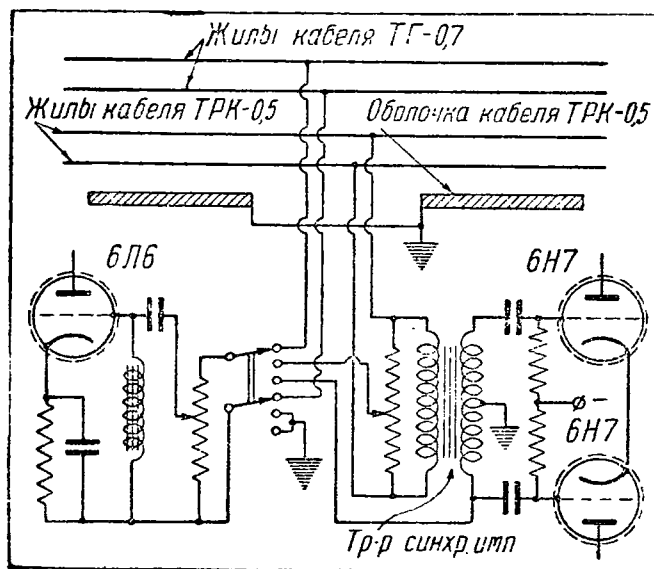 Жилы кабеля ТГ-0,7
Жилы кабеля ТРК-0,5
Оболочка кабеля ТРК-0,5
6Л6
6Н7
6Н7
Тр-р синхр. имп